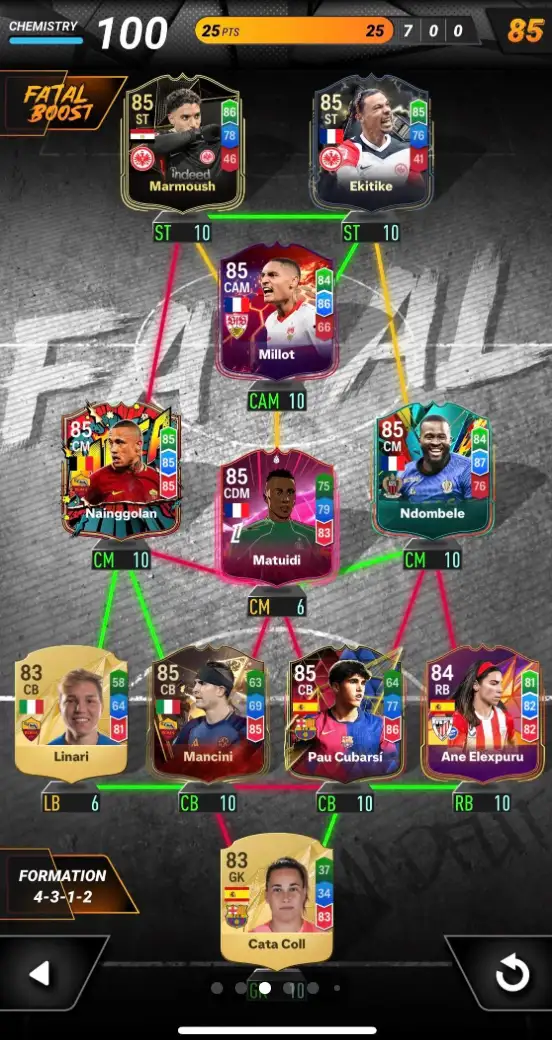 CHEMISTRY 100 25 PTS 25 7 0 0 85
FATAL
BOOST
85 ST 86 78 46
indeed
Marmoush
ST 10
85 ST 85 76 41
Ekitike
ST 10
85 CAM 84 86 66
Millot
CAM 10
85 CM 85 85 85
Nainggolan
CM 10
85 CDM 75 79 83
Matuidi
CM 6
85 CM 84 87 76
Ndombele
CM 10
FATAL
83 CB 58 64 81
Linari
LB 6
85 CB 63 69 85
Mancini
CB 10
85 CB 64 77 86
Pau Cubarsí
CB 10
84 RB 81 82 82
Ane Elexpuru
RB 10
83 GK 37 34 83
Cata Coll
GK 10
FORMATION
4-3-1-2